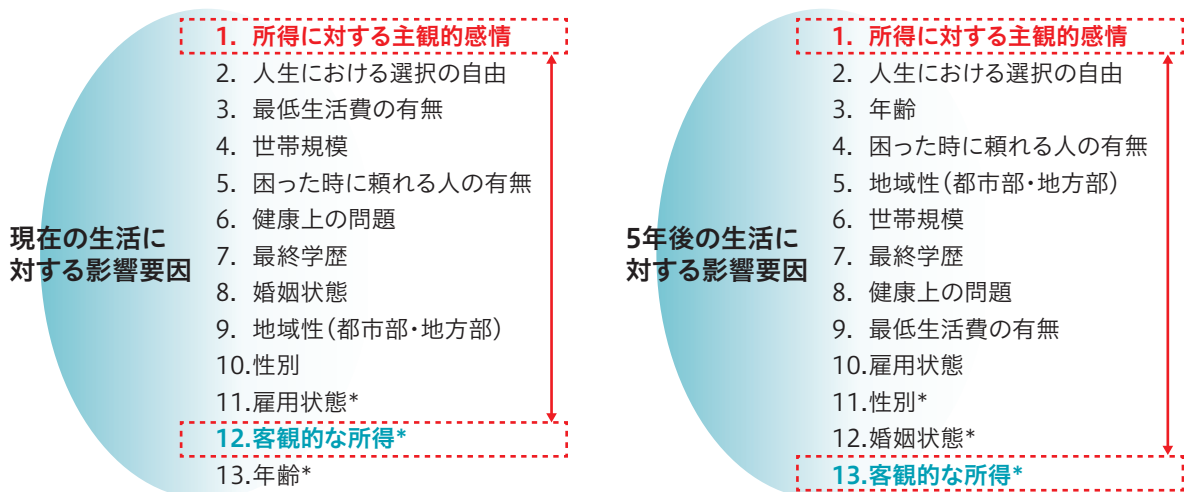 現在の生活に
対する影響要因
1. 所得に対する主観的感情
2. 人生における選択の自由
3. 最低生活費の有無
4. 世帯規模
5. 困った時に頼れる人の有無
6. 健康上の問題
7. 最終学歴
8. 婚姻状態
9. 地域性(都市部・地方部)
10.性別
11.雇用状態*
12.客観的な所得*
13.年齢*
5年後の生活に
対する影響要因
1. 所得に対する主観的感情
2. 人生における選択の自由
3. 年齢
4. 困った時に頼れる人の有無
5. 地域性(都市部・地方部)
6. 世帯規模
7. 最終学歴
8. 健康上の問題
9. 最低生活費の有無
10.雇用状態
11.性別*
12.婚姻状態*
13.客観的な所得*